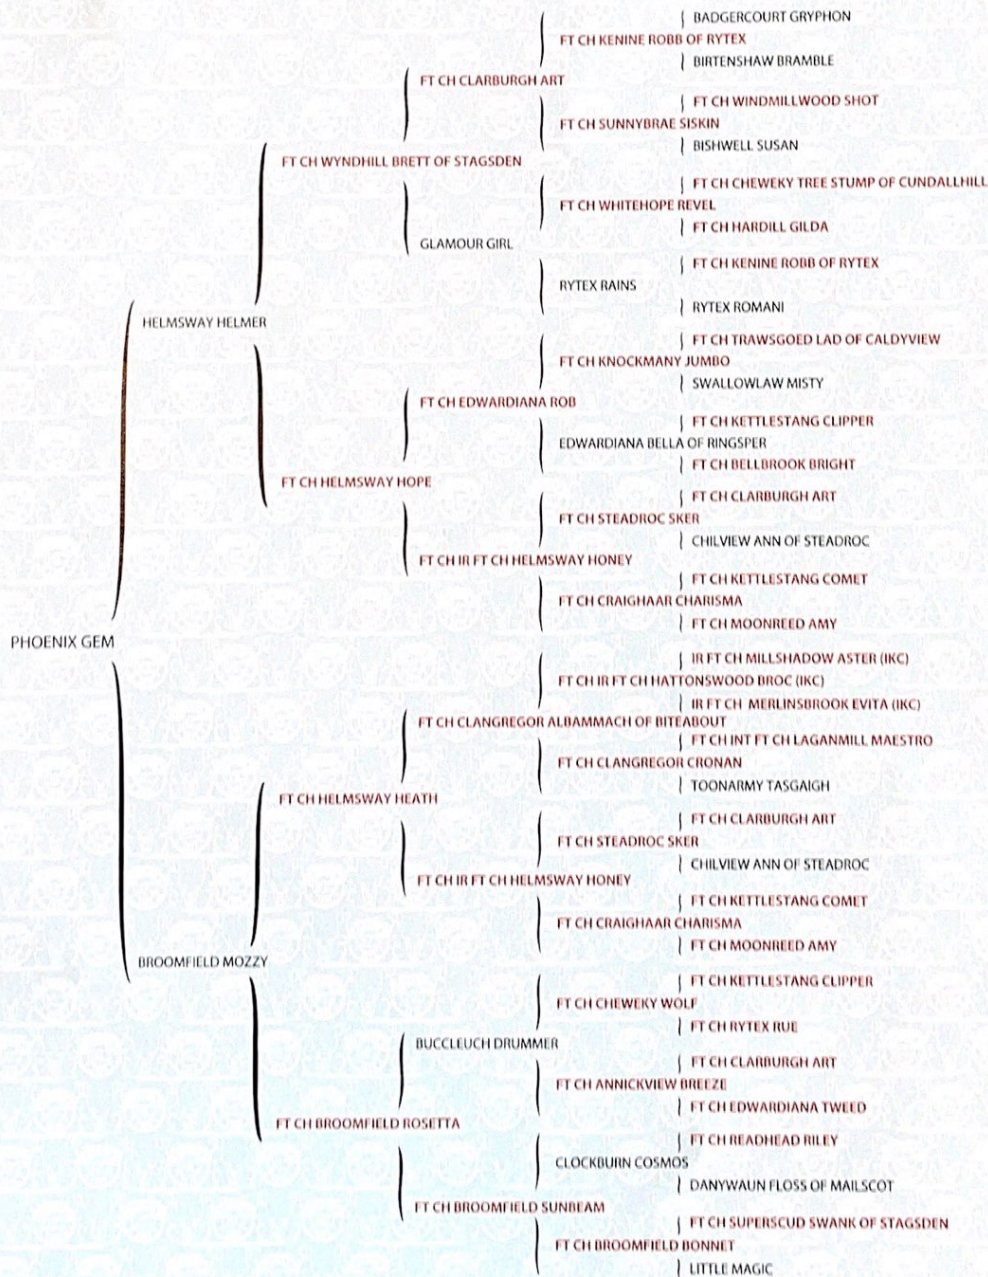 BADGERCOURT GRYPHON
FT CH KENINE ROBB OF RYTEX
BIRTENSHAW BRAMBLE
FT CH CLARBURGH ART
FT CH WINDMILLWOOD SHOT
FT CH SUNNYBRAE SISKIN
BISHWELL SUSAN
FT CH WYNDHILL BRETT OF STAGSDEN
FT CH CHEWEKY TREE STUMP OF CUNDALLHILL
FT CH WHITEHOPE REVEL
FT CH HARDILL GILDA
GLAMOUR GIRL
FT CH KENINE ROBB OF RYTEX
RYTEX RAINS
RYTEX ROMANI
HELMSWAY HELMER
FT CH TRAWSGOED LAD OF CALDYVIEW
FT CH KNOCKMANY JUMBO
SWALLOWLAW MISTY
FT CH EDWARDIANA ROB
FT CH KETTLESTANG CLIPPER
EDWARDIANA BELLA OF RINGSPER
FT CH BELLBROOK BRIGHT
FT CH HELMSWAY HOPE
FT CH CLARBURGH ART
FT CH STEADROC SKER
CHILVIEW ANN OF STEADROC
FT CH IR FT CH HELMSWAY HONEY
FT CH KETTLESTANG COMET
FT CH CRAIGHAAR CHARISMA
FT CH MOONREED AMY
PHOENIX GEM
IR FT CH MILLSHADOW ASTER (IKC)
FT CH IR FT CH HATTONSWOOD BROC (IKC)
IR FT CH MERLINSBROOK EVITA (IKC)
FT CH CLANGREGOR ALBAMMACH OF BITEABOUT
FT CH INT FT CH LAGANMILL MAESTRO
FT CH CLANGREGOR CRONAN
TOONARMY TASGAIGH
FT CH HELMSWAY HEATH
FT CH CLARBURGH ART
FT CH STEADROC SKER
CHILVIEW ANN OF STEADROC
FT CH IR FT CH HELMSWAY HONEY
FT CH KETTLESTANG COMET
FT CH CRAIGHAAR CHARISMA
FT CH MOONREED AMY
BROOMFIELD MOZZY
FT CH KETTLESTANG CLIPPER
FT CH CHEWEKY WOLF
FT CH RYTEX RUE
BUCCLEUCH DRUMMER
FT CH CLARBURGH ART
FT CH ANNICKVIEW BREEZE
FT CH EDWARDIANA TWEED
FT CH BROOMFIELD ROSETTA
FT CH READHEAD RILEY
CLOCKBURN COSMOS
DANYWAUN FLOSS OF MAILSCOT
FT CH BROOMFIELD SUNBEAM
FT CH SUPERSCUD SWANK OF STAGSDEN
FT CH BROOMFIELD BONNET
LITTLE MAGIC